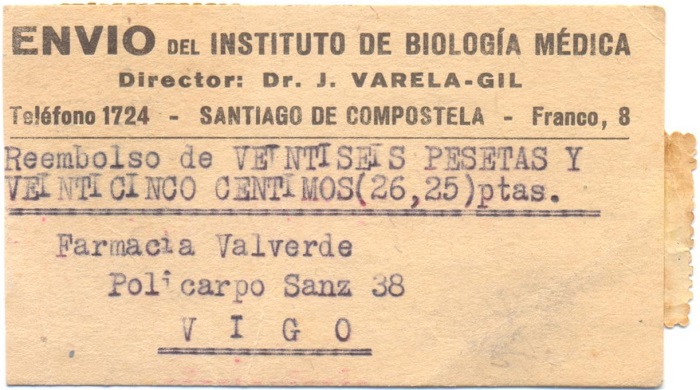 ENVIO DEL INSTITUTO DE BIOLOGÍA MÉDICA
Director: Dr. J. VARELA-GIL
Teléfono 1724 - SANTIAGO DE COMPOSTELA - Franco, 8
Reembolso de VEINTISEIS PESETAS Y
VEINTICINCO CENTIMOS(26,25)ptas.
Farmacia Valverde
Policarpo Sanz 38
VIGO